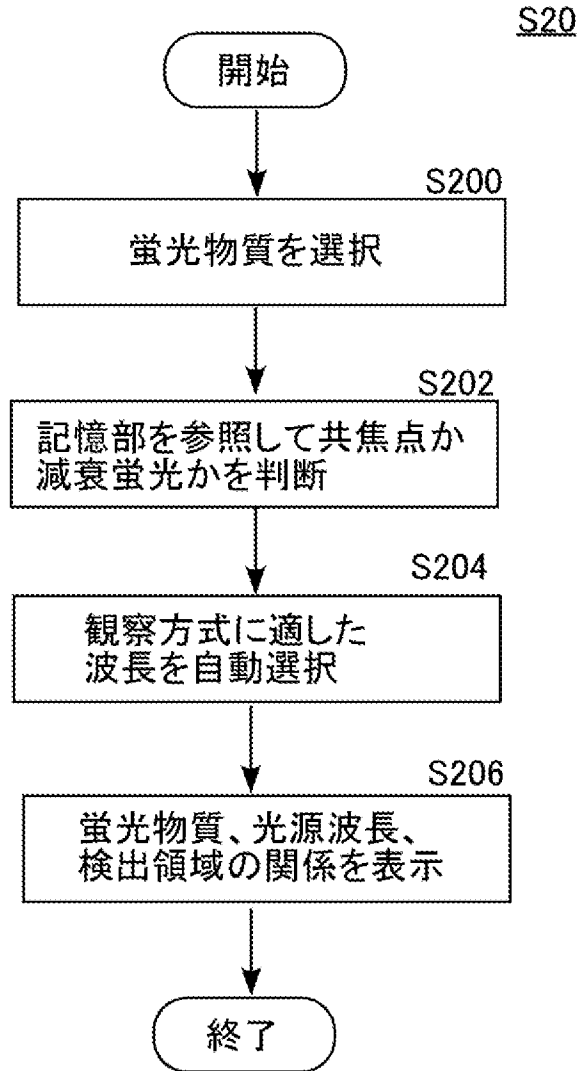 S20
開始
S200
蛍光物質を選択
S202
記憶部を参照して共焦点か
減衰蛍光かを判断
S204
観察方式に適した
波長を自動選択
S206
蛍光物質、光源波長、
検出領域の関係を表示
終了